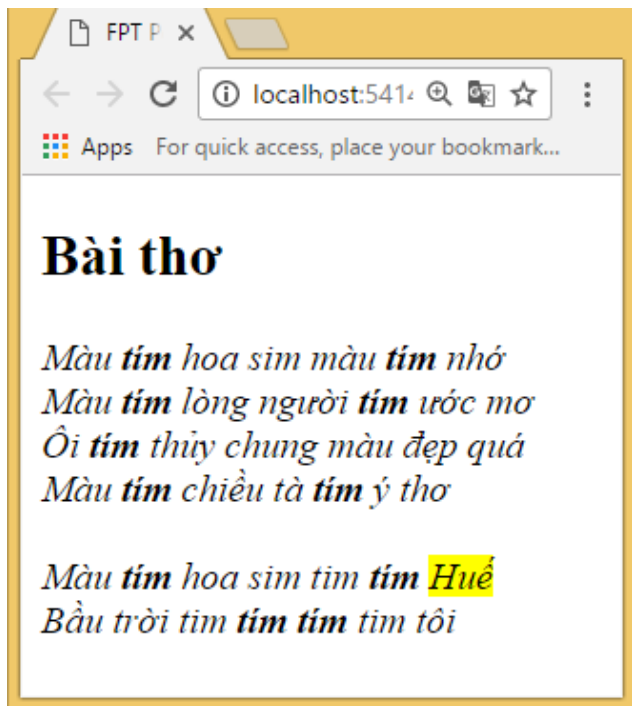 FPT P
localhost:5414
Apps For quick access, place your bookmark...
Bài thơ
Màu tím hoa sim màu tím nhớ
Màu tím lòng người tím ước mơ
Ôi tím thủy chung màu đẹp quá
Màu tím chiều tà tím ý thơ
Màu tím hoa sim tim tím Huế
Bầu trời tim tím tím tim tôi